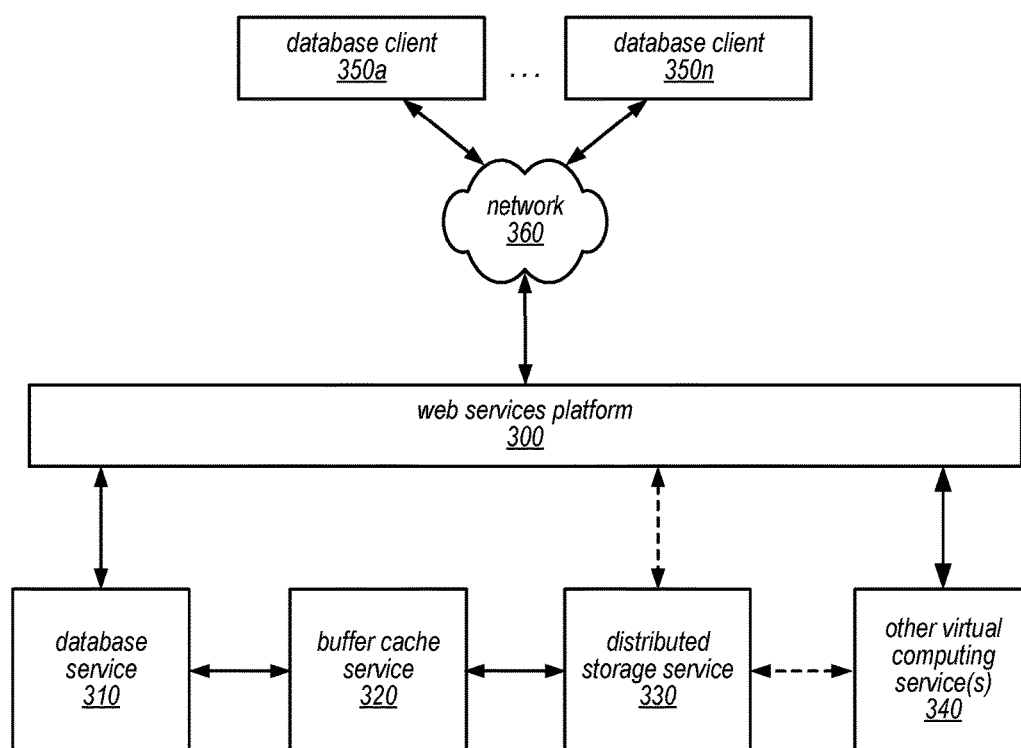 database client
350a
...
database client
350n
network
360
web services platform
300
database
service
310
buffer cache
service
320
distributed
storage service
330
other virtual
computing
service(s)
340